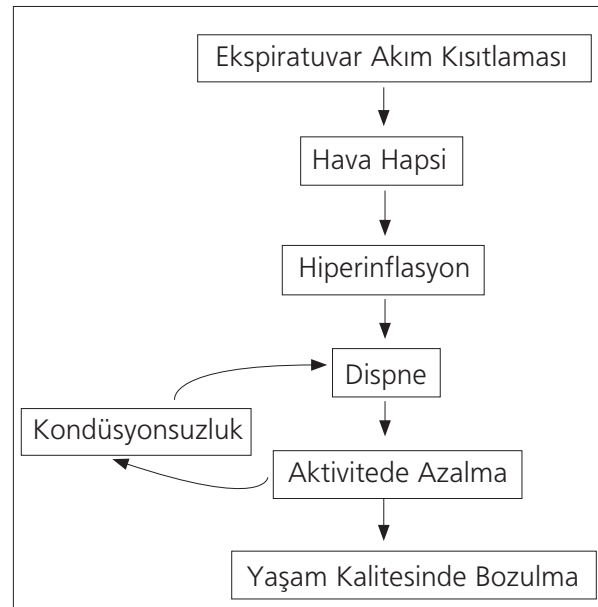 Ekspiratuvar Akım Kısıtlaması
Hava Hapsi
Hiperinflasyon
Dispne
Kondüsyonsuzluk
Aktivitede Azalma
Yaşam Kalitesinde Bozulma